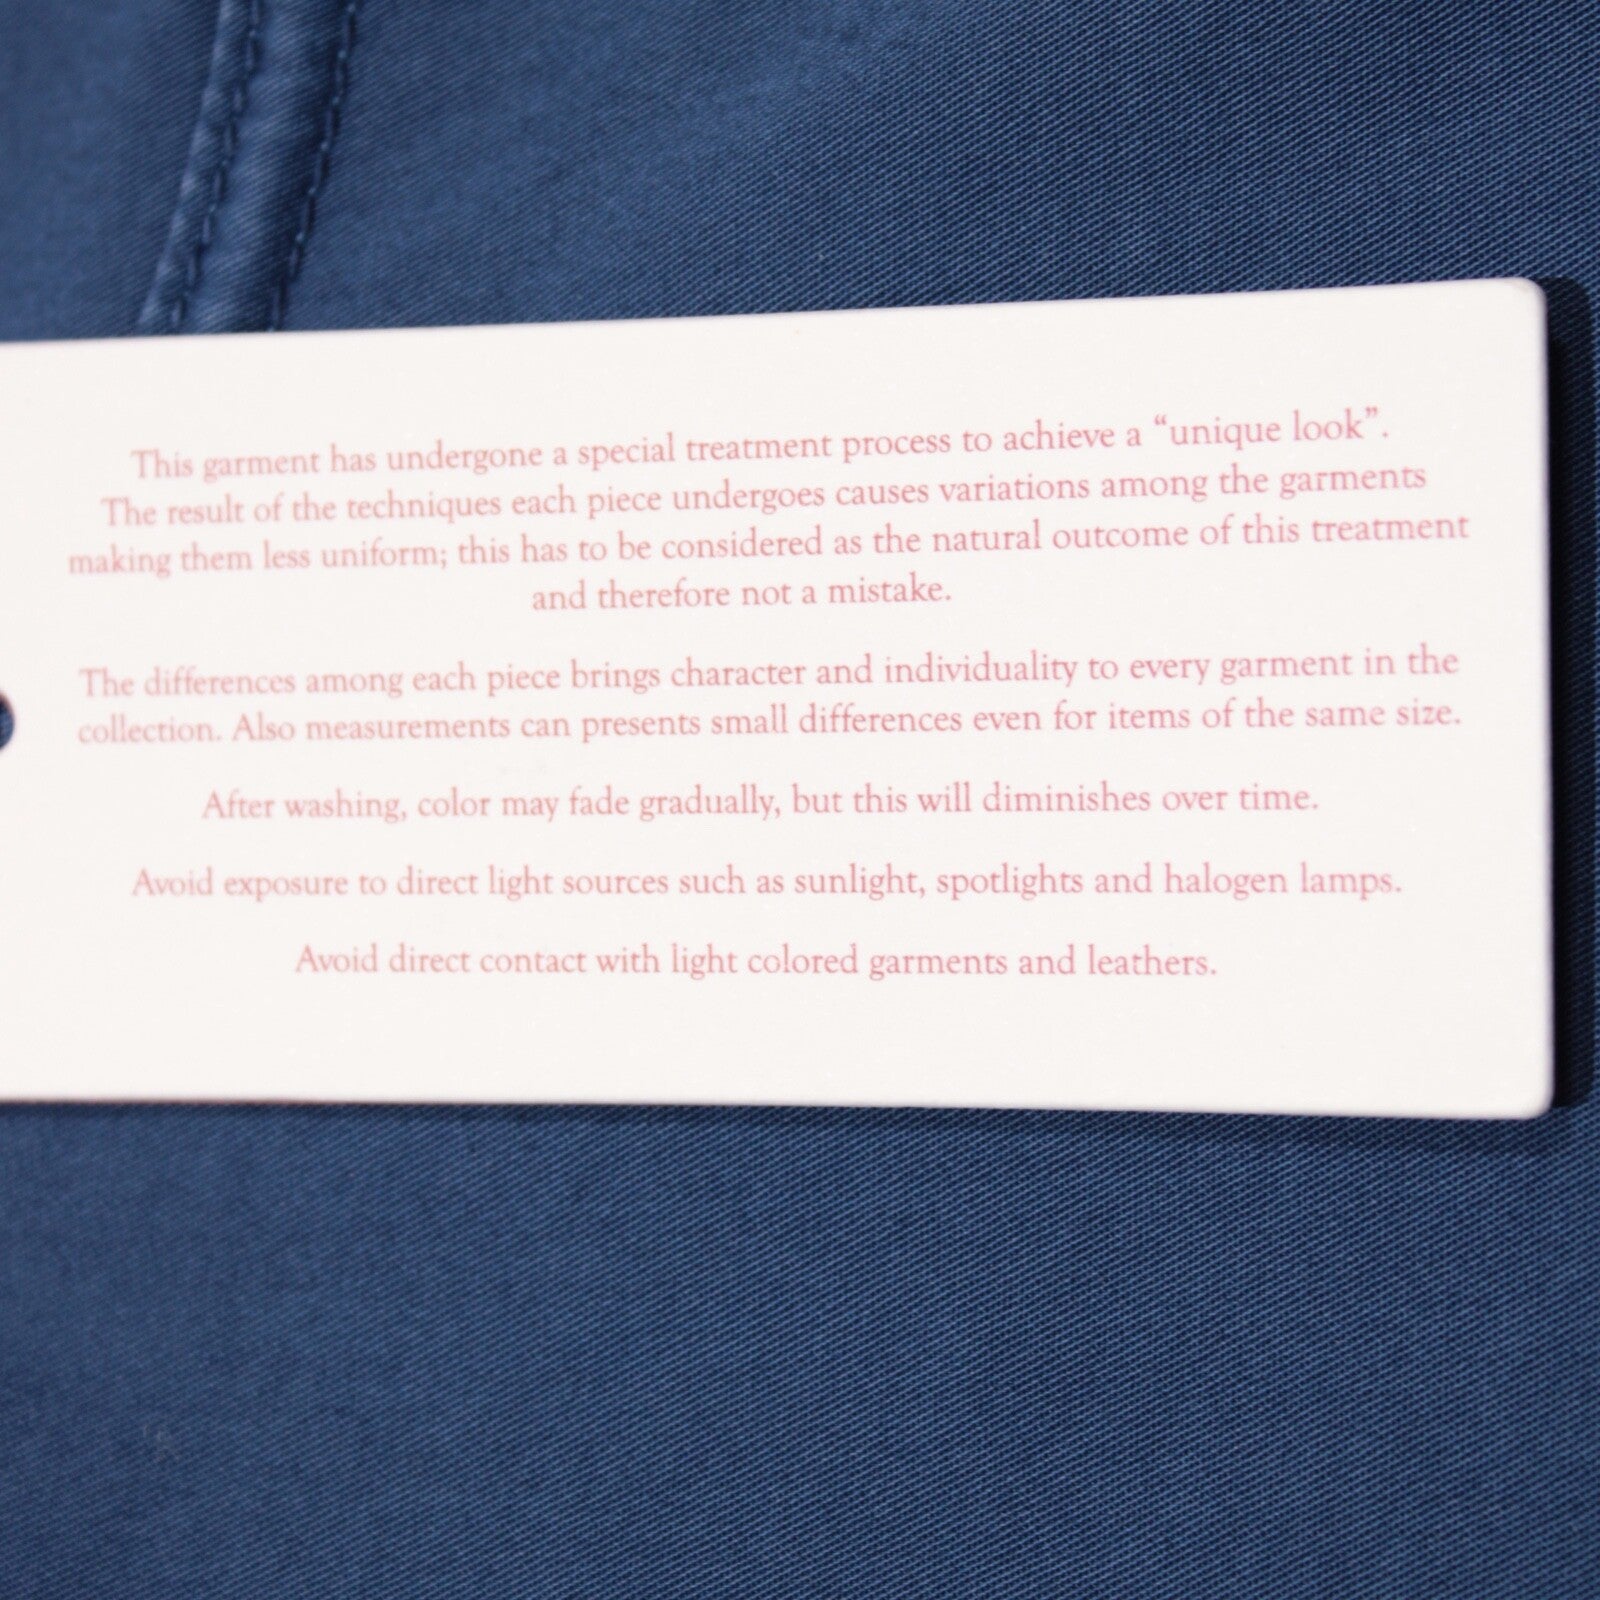 This garment has undergone a special treatment process to achieve a “unique look”.
The result of the techniques each piece undergoes causes variations among the garments
making them less uniform; this has to be considered as the natural outcome of this treatment
and therefore not a mistake.
The differences among each piece brings character and individuality to every garment in the
collection. Also measurements can presents small differences even for items of the same size.
After washing, color may fade gradually, but this will diminishes over time.
Avoid exposure to direct light sources such as sunlight, spotlights and halogen lamps.
Avoid direct contact with light colored garments and leathers.